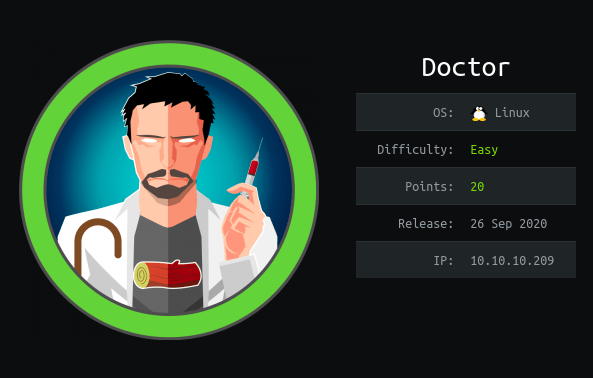 Doctor
OS: Linux
Difficulty: Easy
Points: 20
Release: 26 Sep 2020
IP: 10.10.10.209